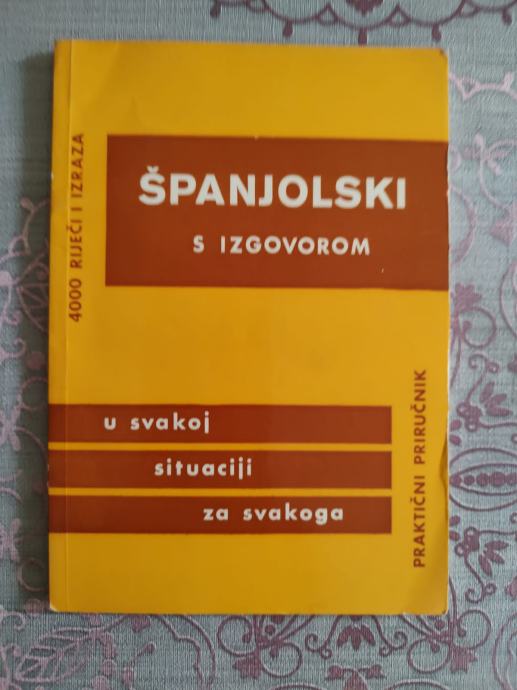 4000 RIJEČI I IZRAZA
ŠPANJOLSKI
S IZGOVOROM
u svakoj
situaciji
za svakoga
PRAKTIČNI PRIRUČNIK